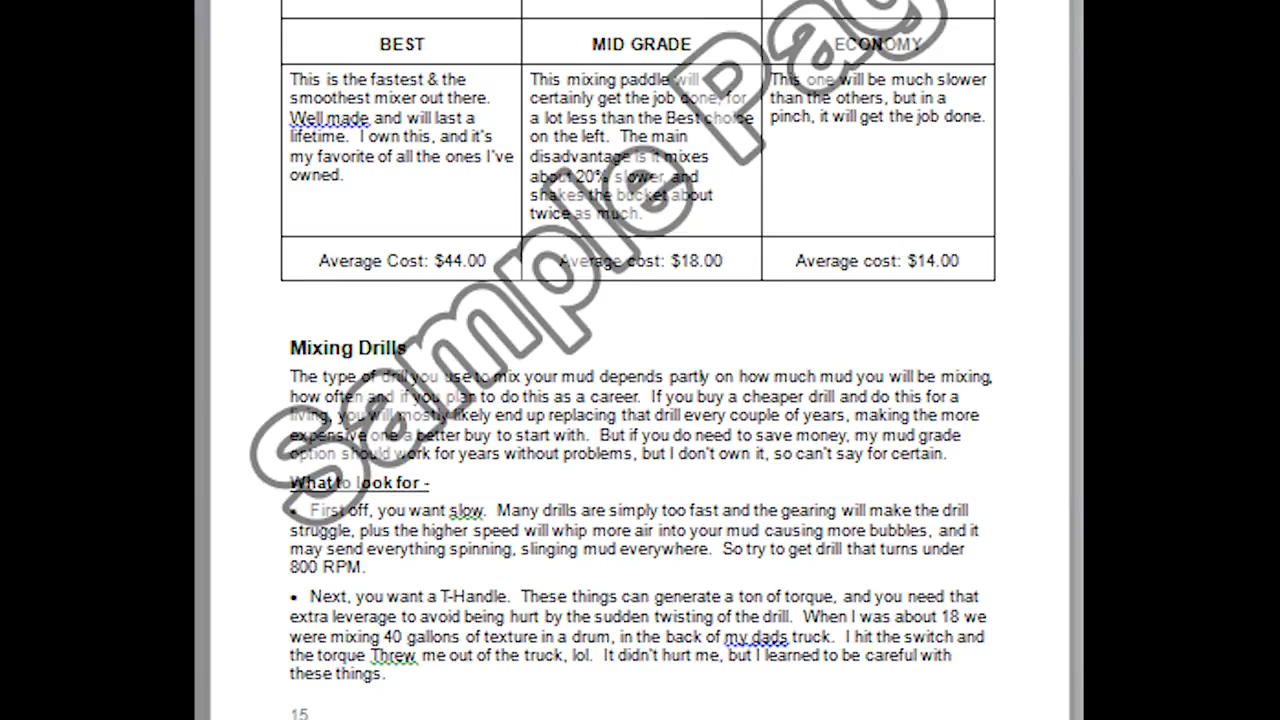 BEST MID GRADE ECONOMY
This is the fastest & the
smoothest mixer out there.
Well made and will last a
lifetime.  I own this, and it's
my favorite of all the ones I've
owned.
This mixing paddle will
certainly get the job done, for
a lot less than the Best choice
on the left.  The main
disadvantage is it mixes
about 20% slower, and
shakes the bucket about
twice as much.
This one will be much slower
than the others, but in a
pinch, it will get the job done.
Average Cost: $44.00 Average cost: $18.00 Average cost: $14.00
Sample Pag
Mixing Drills
The type of drill you use to mix your mud depends partly on how much mud you will be mixing,
how often and if you plan to do this as a career.  If you buy a cheaper drill and do this for a
living, you will mostly likely end up replacing that drill every couple of years, making the more
expensive one a better buy to start with.  But if you do need to save money, my mud grade
option should work for years without problems, but I don't own it, so can't say for certain.
What to look for -
• First off, you want slow.  Many drills are simply too fast and the gearing will make the drill
struggle, plus the higher speed will whip more air into your mud causing more bubbles, and it
may send everything spinning, slinging mud everywhere.  So try to get drill that turns under
800 RPM.
• Next, you want a T-Handle.  These things can generate a ton of torque, and you need that
extra leverage to avoid being hurt by the sudden twisting of the drill.  When I was about 18 we
were mixing 40 gallons of texture in a drum, in the back of my dads truck.  I hit the switch and
the torque Threw me out of the truck, lol.  It didn't hurt me, but I learned to be careful with
these things.
15